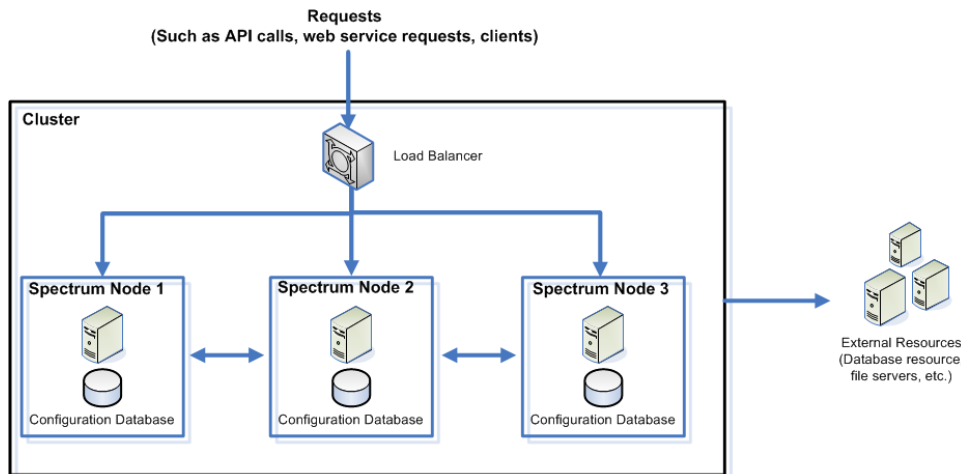 Requests
(Such as API calls, web service requests, clients)
Cluster
Load Balancer
Spectrum Node 1
Spectrum Node 2
Spectrum Node 3
Configuration Database
Configuration Database
Configuration Database
External Resources
(Database resource
file servers, etc.)